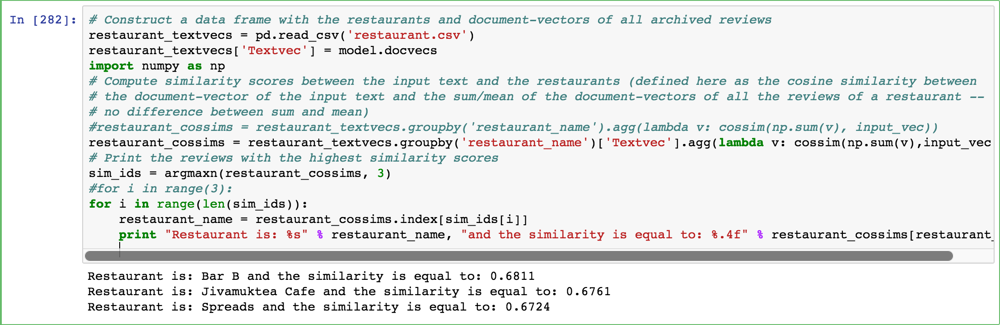 In [282]:
# Construct a data frame with the restaurants and document-vectors of all archived reviews
restaurant_textvecs = pd.read_csv('restaurant.csv')
restaurant_textvecs['Textvec'] = model.docvecs
import numpy as np
# Compute similarity scores between the input text and the restaurants (defined here as the cosine similarity between
# the document-vector of the input text and the sum/mean of the document-vectors of all the reviews of a restaurant --
# no difference between sum and mean)
#restaurant_cossims = restaurant_textvecs.groupby('restaurant_name').agg(lambda v: cossim(np.sum(v), input_vec))
restaurant_cossims = restaurant_textvecs.groupby('restaurant_name')['Textvec'].agg(lambda v: cossim(np.sum(v),input_vec
# Print the reviews with the highest similarity scores
sim_ids = argmaxn(restaurant_cossims, 3)
#for i in range(3):
for i in range(len(sim_ids)):
    restaurant_name = restaurant_cossims.index[sim_ids[i]]
    print "Restaurant is: %s" % restaurant_name, "and the similarity is equal to: %.4f" % restaurant_cossims[restaurant_
Restaurant is: Bar B and the similarity is equal to: 0.6811
Restaurant is: Jivamuktea Cafe and the similarity is equal to: 0.6761
Restaurant is: Spreads and the similarity is equal to: 0.6724